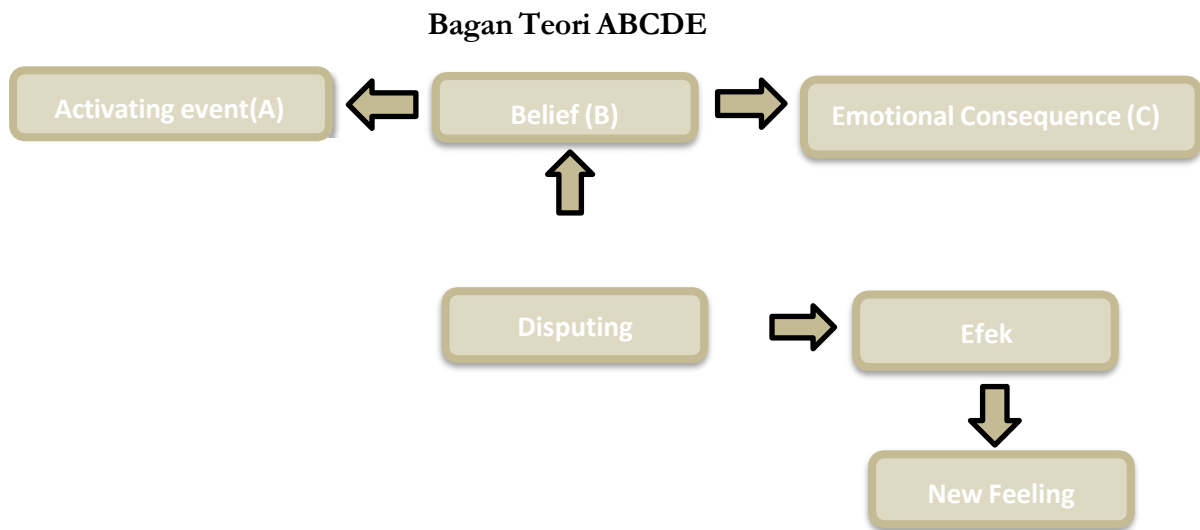 Bagan Teori ABCDE
Activating event(A)
Belief (B)
Emotional Consequence (C)
Disputing
Efek
New Feeling